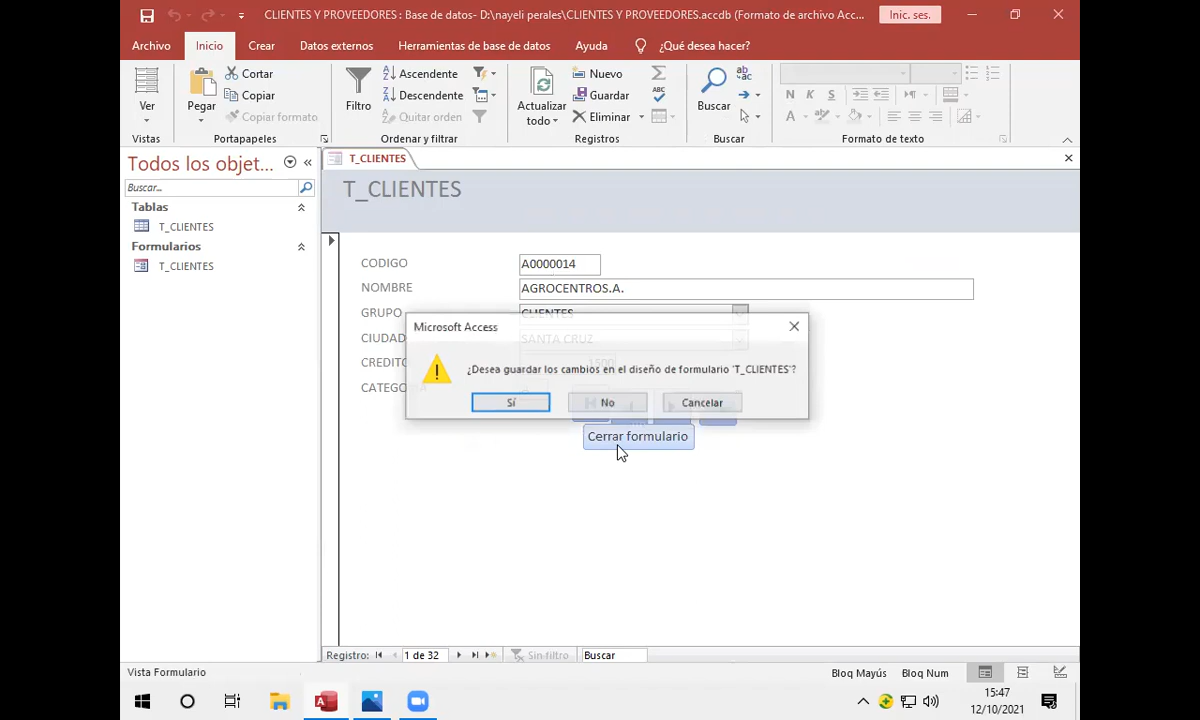 CLIENTES Y PROVEEDORES : Base de datos- D:\nayeli perales\CLIENTES Y PROVEEDORES.accdb (Formato de archivo Acc...
Inic. ses.
Archivo Inicio Crear Datos externos Herramientas de base de datos Ayuda ¿Qué desea hacer?
Ver
Vistas
Pegar
Cortar
Copiar
Copiar formato
Portapapeles
Filtro
Ascendente
Descendente
Quitar orden
Ordenar y filtrar
Actualizar
todo
Nuevo
Guardar
Eliminar
Registros
Buscar
Buscar
N K S
A
Formato de texto
Todos los objet...
Buscar...
Tablas
T_CLIENTES
Formularios
T_CLIENTES
T_CLIENTES
T_CLIENTES
CODIGO A0000014
NOMBRE AGROCENTROS.A.
GRUPO CLIENTES
CIUDAD SANTA CRUZ
CREDITO 1500
CATEGO
Microsoft Access
¿Desea guardar los cambios en el diseño de formulario 'T_CLIENTES'?
Sí No Cancelar
Cerrar formulario
Registro: 1 de 32 Sin filtro Buscar
Vista Formulario
Bloq Mayús Bloq Num
15:47
12/10/2021